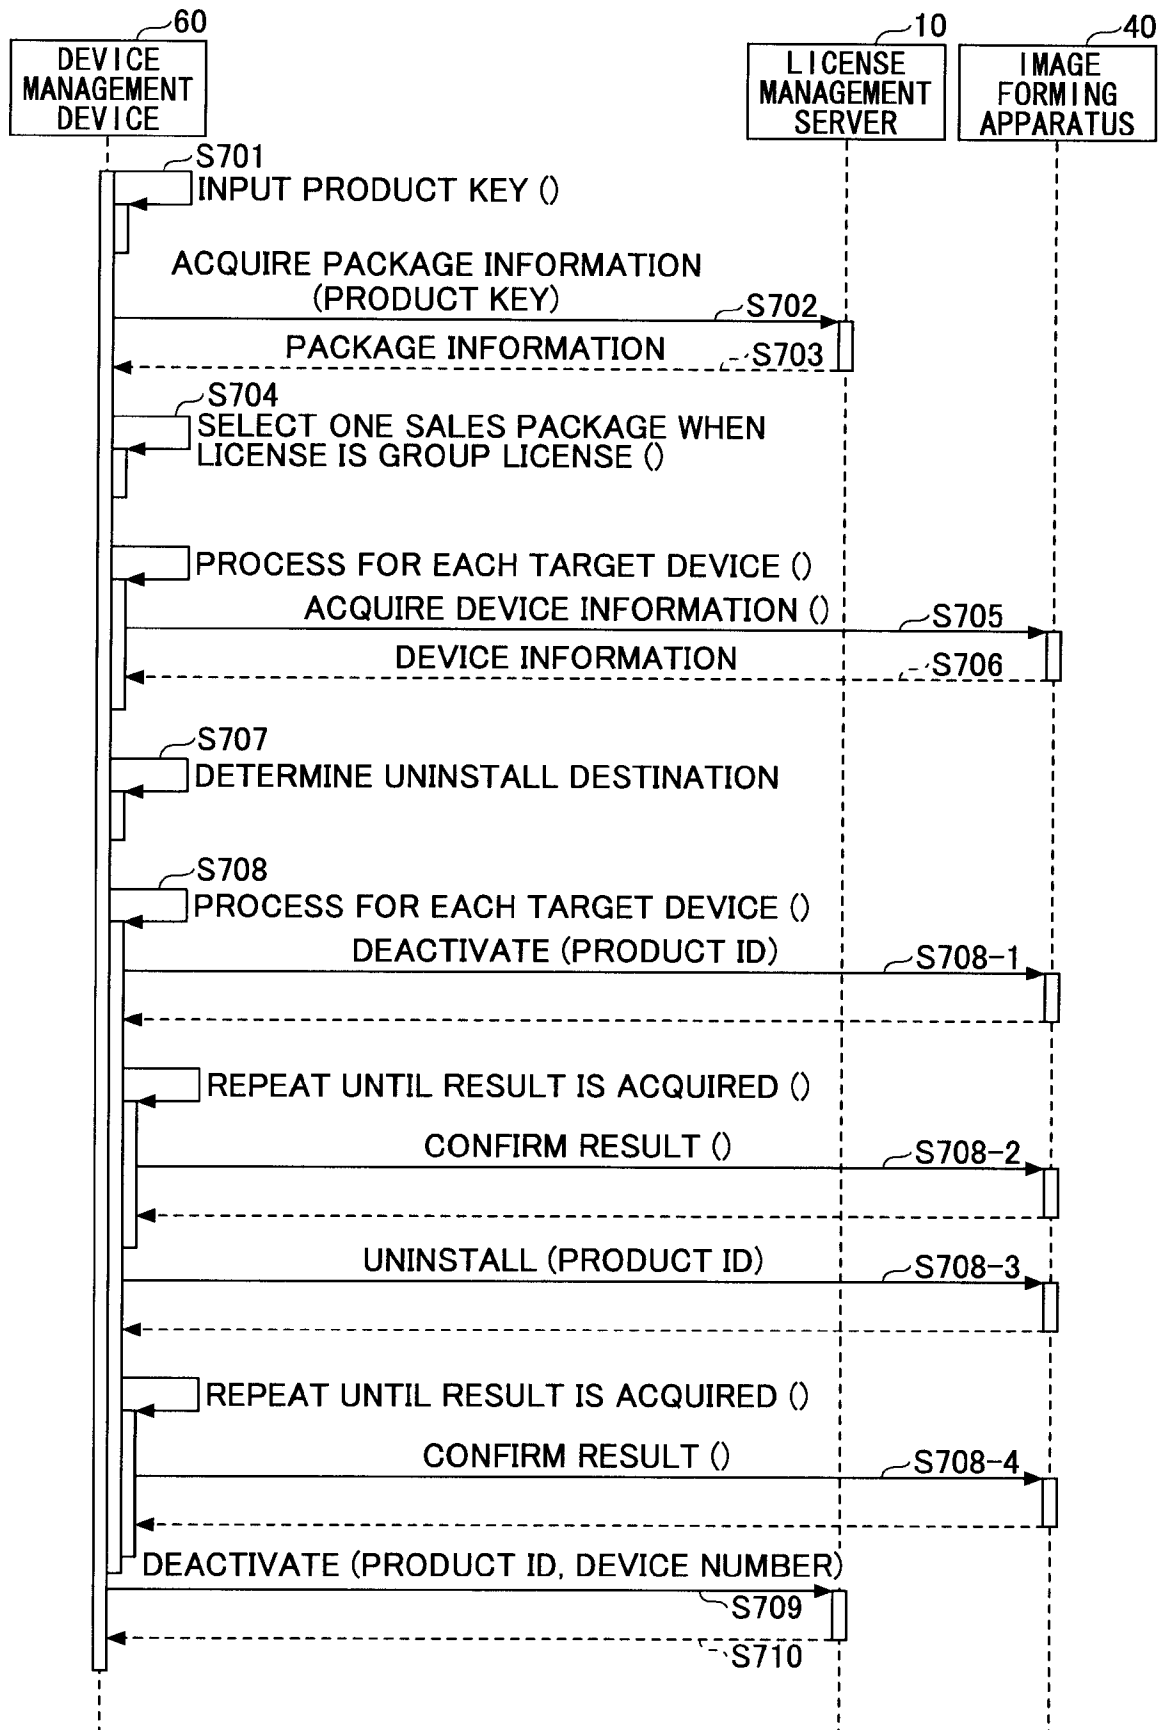 60
DEVICE
MANAGEMENT
DEVICE
10
LICENSE
MANAGEMENT
SERVER
40
IMAGE
FORMING
APPARATUS
S701
INPUT PRODUCT KEY ()
ACQUIRE PACKAGE INFORMATION
(PRODUCT KEY)
S702
PACKAGE INFORMATION
S703
S704
SELECT ONE SALES PACKAGE WHEN
LICENSE IS GROUP LICENSE ()
PROCESS FOR EACH TARGET DEVICE ()
ACQUIRE DEVICE INFORMATION ()
S705
DEVICE INFORMATION
S706
S707
DETERMINE UNINSTALL DESTINATION
S708
PROCESS FOR EACH TARGET DEVICE ()
DEACTIVATE (PRODUCT ID)
S708-1
REPEAT UNTIL RESULT IS ACQUIRED ()
CONFIRM RESULT ()
S708-2
UNINSTALL (PRODUCT ID)
S708-3
REPEAT UNTIL RESULT IS ACQUIRED ()
CONFIRM RESULT ()
S708-4
DEACTIVATE (PRODUCT ID, DEVICE NUMBER)
S709
S710